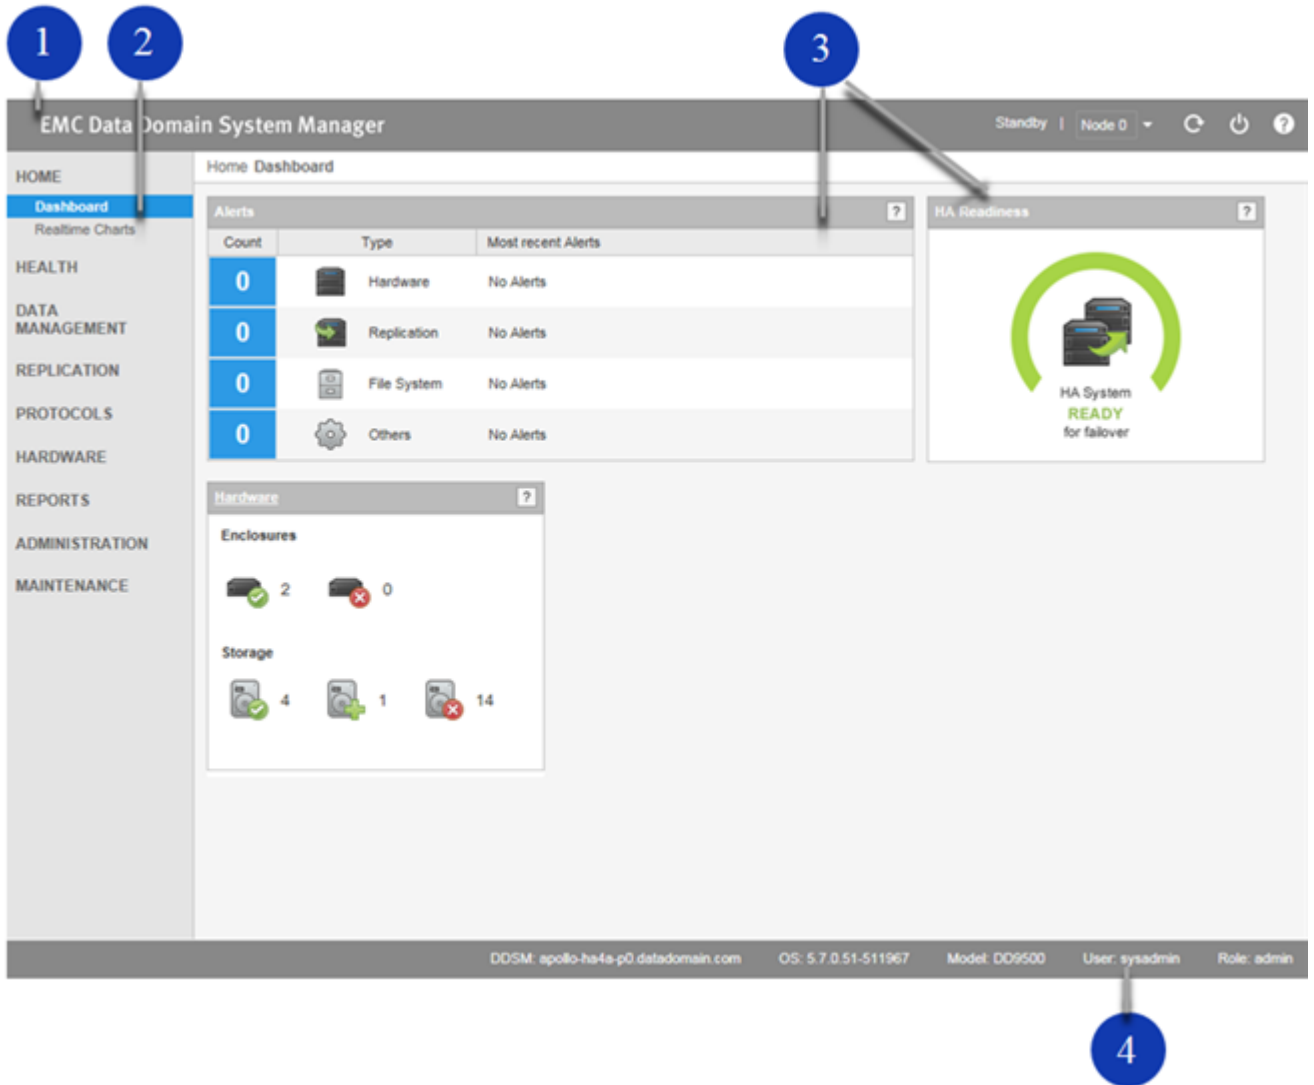 1 2 3
EMC Data Domain System Manager Standby | Node 0
HOME
Dashboard
Realtime Charts
HEALTH
DATA
MANAGEMENT
REPLICATION
PROTOCOLS
HARDWARE
REPORTS
ADMINISTRATION
MAINTENANCE
Home Dashboard
Alerts ?
Count Type Most recent Alerts
0 Hardware No Alerts
0 Replication No Alerts
0 File System No Alerts
0 Others No Alerts
HA Readiness ?
HA System
READY
for failover
Hardware ?
Enclosures
2 0
Storage
4 1 14
DDSM: apollo-ha4a-p0.datadomain.com OS: 5.7.0.51-511967 Model: DD9500 User: sysadmin Role: admin
4